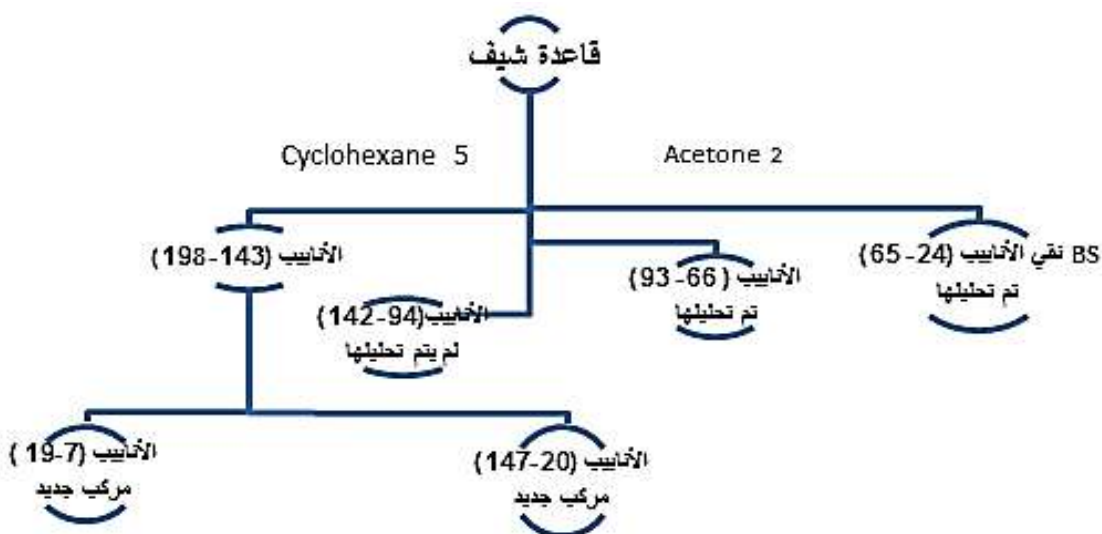 قاعدة شيف
Cyclohexane 5
Acetone 2
BS نقي الأنابيب (24-65)
تم تحليلها
الأنابيب (66-93)
تم تحليلها
الأنابيب(94-142)
لم يتم تحليلها
الأنابيب (143-198)
الأنابيب (20-147)
مركب جديد
الأنابيب (7-19)
مركب جديد